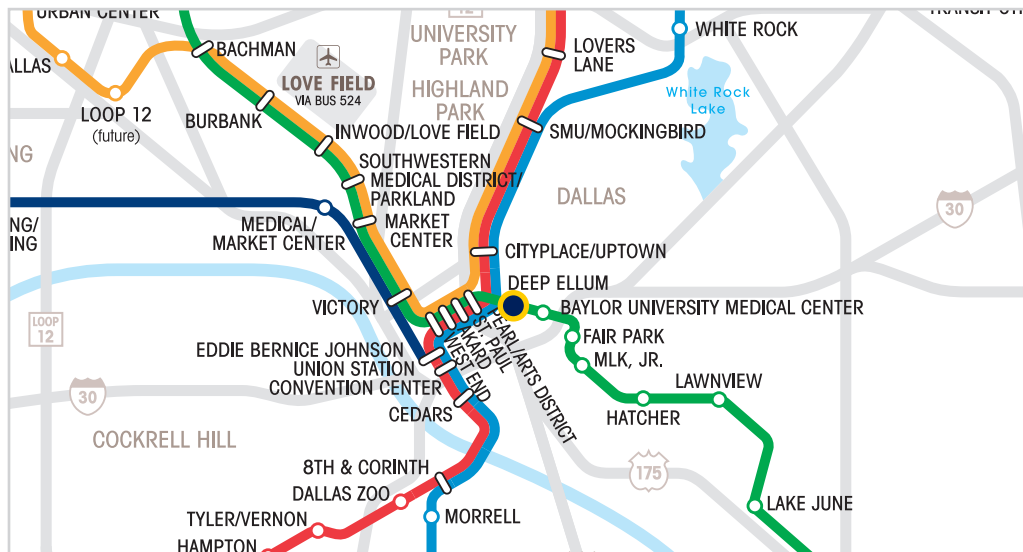 URBAN CENTER
12
TRANSIT CTR
BACHMAN
UNIVERSITY
PARK
LOVERS
LANE
WHITE ROCK
LOVE FIELD
VIA BUS 524
HIGHLAND
PARK
White Rock
Lake
LOOP 12
(future)
BURBANK
INWOOD/LOVE FIELD
SMU/MOCKINGBIRD
SOUTHWESTERN
MEDICAL DISTRICT/
PARKLAND
DALLAS
30
MEDICAL/
MARKET CENTER
MARKET
CENTER
CITYPLACE/UPTOWN
DEEP ELLUM
VICTORY
BAYLOR UNIVERSITY MEDICAL CENTER
LOOP
12
FAIR PARK
MLK, JR.
PEARL/ARTS DISTRICT
ST. PAUL
AKARD
WEST END
EDDIE BERNICE JOHNSON
UNION STATION
CONVENTION CENTER
LAWNVIEW
30
HATCHER
CEDARS
COCKRELL HILL
8TH & CORINTH
175
DALLAS ZOO
LAKE JUNE
TYLER/VERNON
MORRELL
HAMPTON